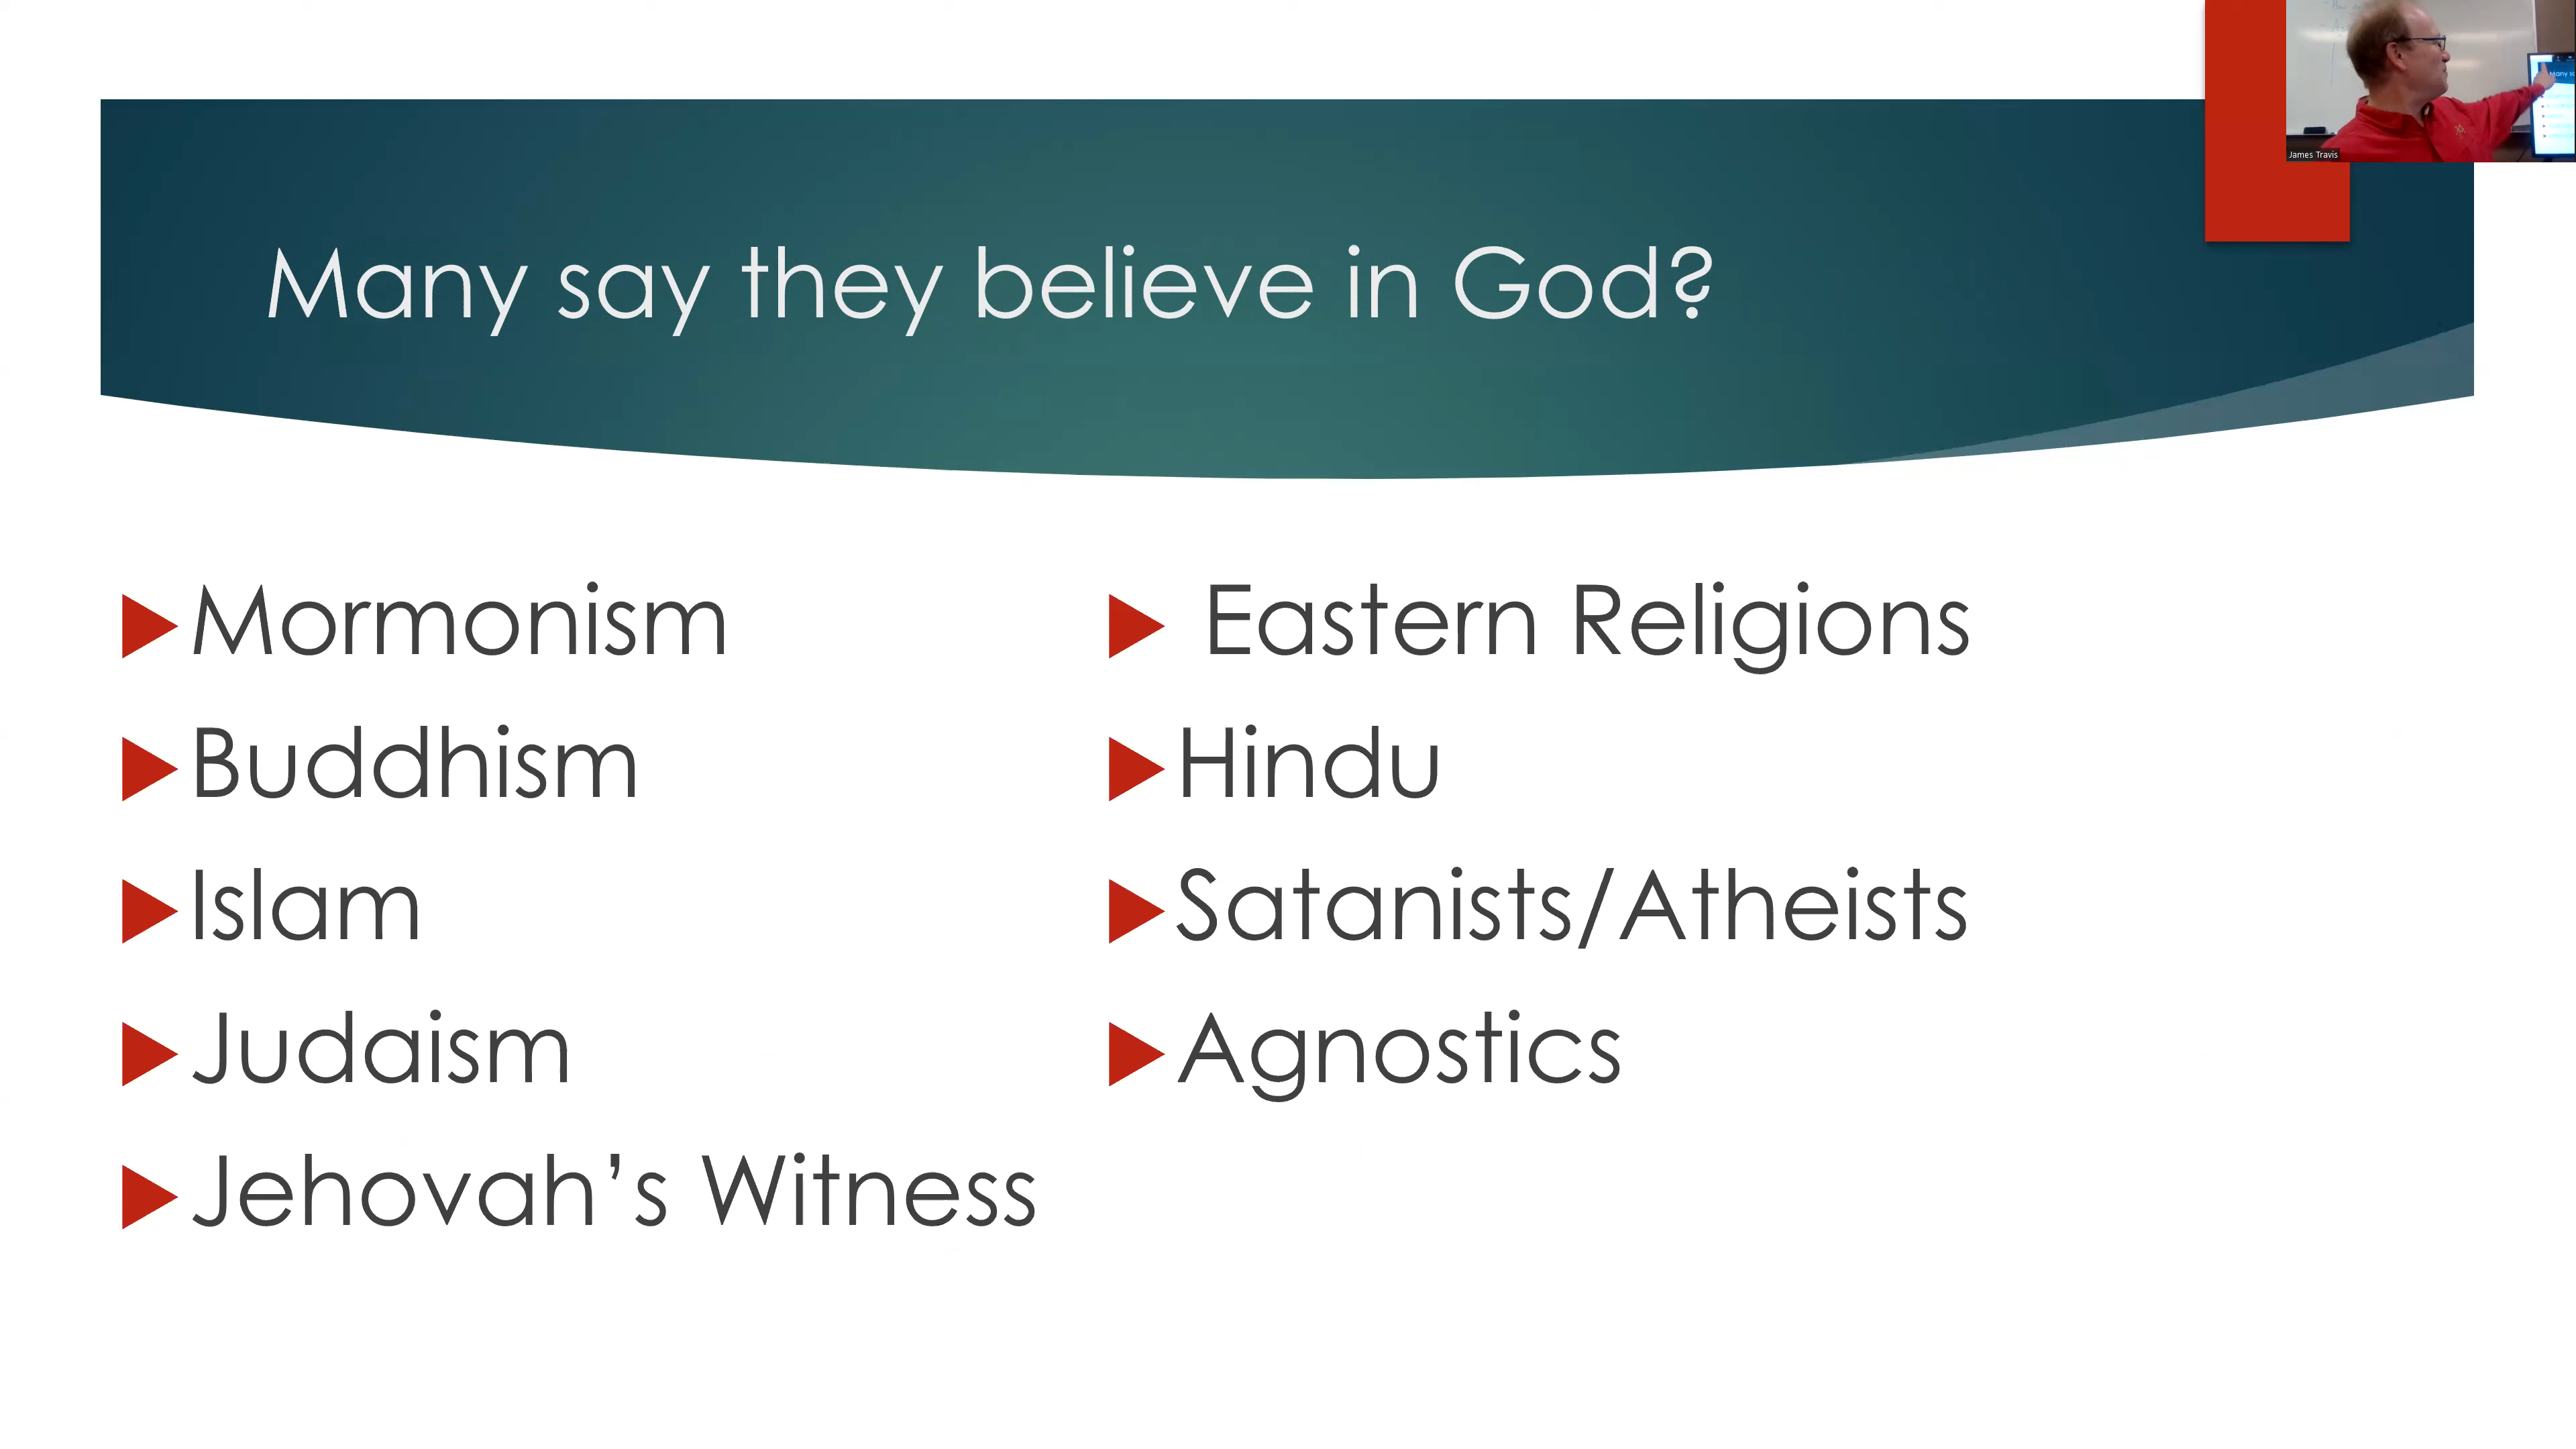 Many say they believe in God?
Mormonism
Buddhism
Islam
Judaism
Jehovah’s Witness
Eastern Religions
Hindu
Satanists/Atheists
Agnostics
James Travis
Many